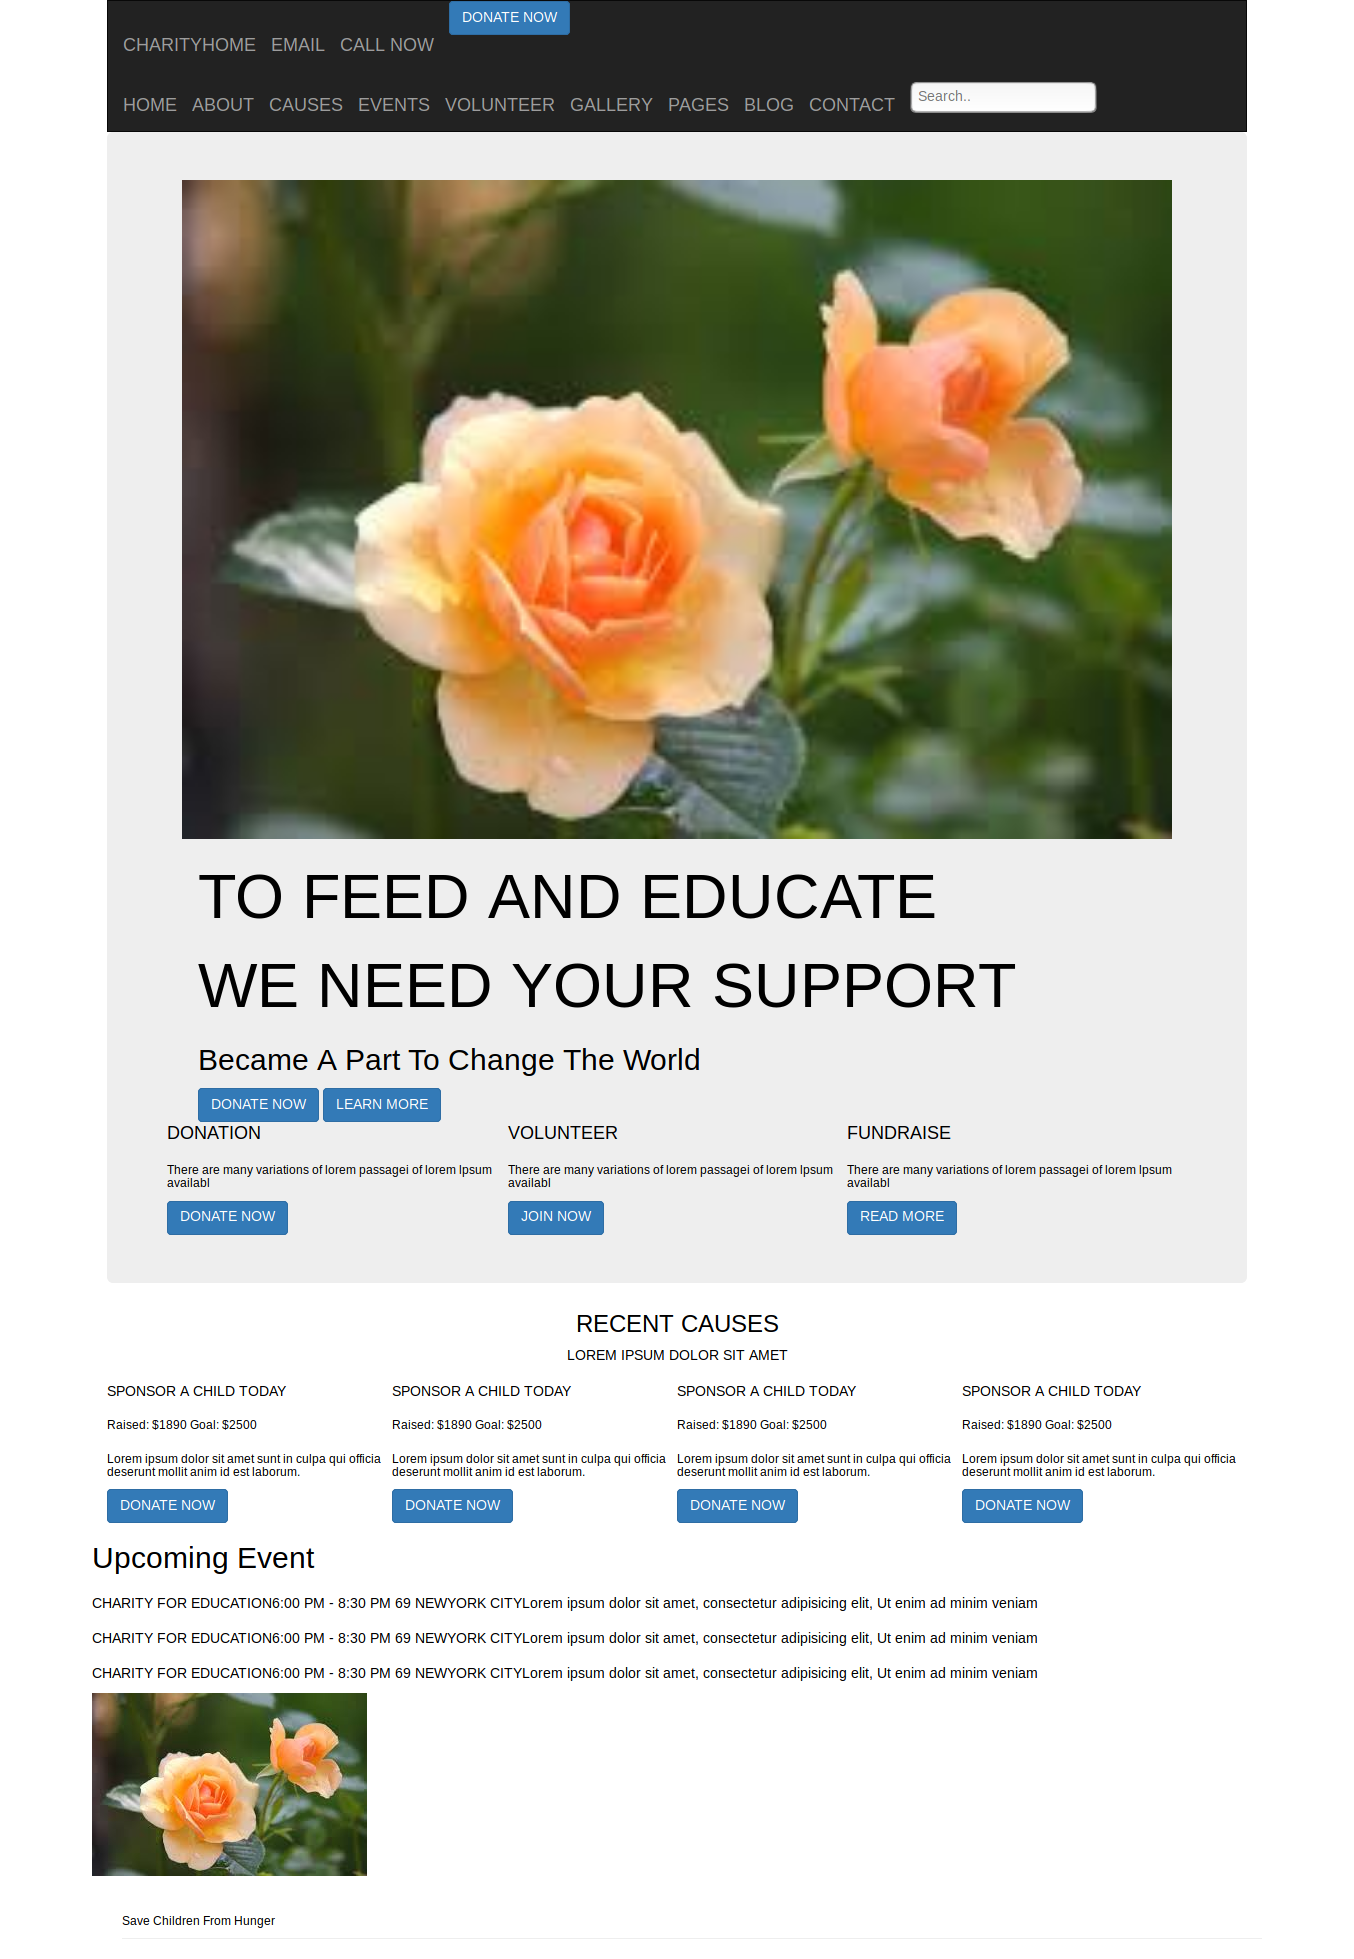 DONATE NOW
CHARITYHOME EMAIL CALL NOW
HOME ABOUT CAUSES EVENTS VOLUNTEER GALLERY PAGES BLOG CONTACT Search..
TO FEED AND EDUCATE
WE NEED YOUR SUPPORT
Became A Part To Change The World
DONATE NOW LEARN MORE
DONATION
There are many variations of lorem passagei of lorem Ipsum
availabl
DONATE NOW
VOLUNTEER
There are many variations of lorem passagei of lorem Ipsum
availabl
JOIN NOW
FUNDRAISE
There are many variations of lorem passagei of lorem Ipsum
availabl
READ MORE
RECENT CAUSES
LOREM IPSUM DOLOR SIT AMET
SPONSOR A CHILD TODAY
Raised: $1890 Goal: $2500
Lorem ipsum dolor sit amet sunt in culpa qui officia
deserunt mollit anim id est laborum.
DONATE NOW
SPONSOR A CHILD TODAY
Raised: $1890 Goal: $2500
Lorem ipsum dolor sit amet sunt in culpa qui officia
deserunt mollit anim id est laborum.
DONATE NOW
SPONSOR A CHILD TODAY
Raised: $1890 Goal: $2500
Lorem ipsum dolor sit amet sunt in culpa qui officia
deserunt mollit anim id est laborum.
DONATE NOW
SPONSOR A CHILD TODAY
Raised: $1890 Goal: $2500
Lorem ipsum dolor sit amet sunt in culpa qui officia
deserunt mollit anim id est laborum.
DONATE NOW
Upcoming Event
CHARITY FOR EDUCATION6:00 PM - 8:30 PM 69 NEWYORK CITYLorem ipsum dolor sit amet, consectetur adipisicing elit, Ut enim ad minim veniam
CHARITY FOR EDUCATION6:00 PM - 8:30 PM 69 NEWYORK CITYLorem ipsum dolor sit amet, consectetur adipisicing elit, Ut enim ad minim veniam
CHARITY FOR EDUCATION6:00 PM - 8:30 PM 69 NEWYORK CITYLorem ipsum dolor sit amet, consectetur adipisicing elit, Ut enim ad minim veniam
Save Children From Hunger